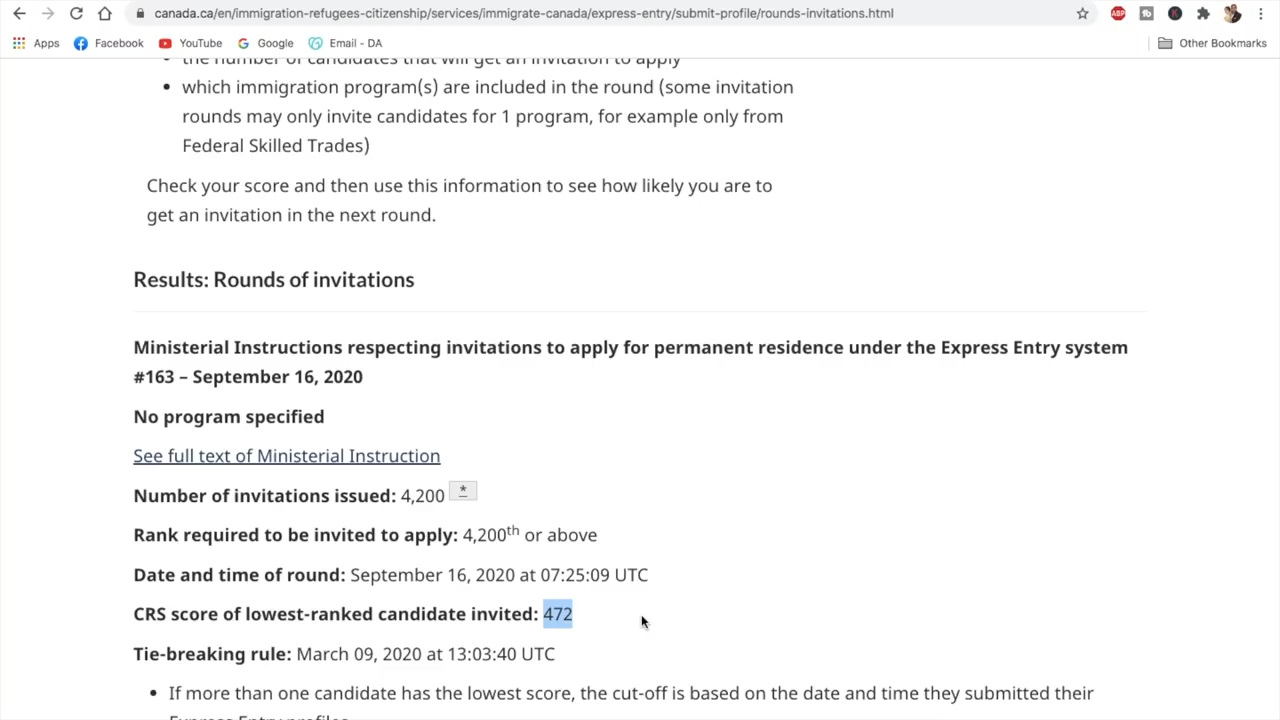 canada.ca/en/immigration-refugees-citizenship/services/immigrate-canada/express-entry/submit-profile/rounds-invitations.html
ABP
Apps
Facebook
YouTube
Google
Email - DA
Other Bookmarks
• the number of candidates that will get an invitation to apply
• which immigration program(s) are included in the round (some invitation
rounds may only invite candidates for 1 program, for example only from
Federal Skilled Trades)
Check your score and then use this information to see how likely you are to
get an invitation in the next round.
Results: Rounds of invitations
Ministerial Instructions respecting invitations to apply for permanent residence under the Express Entry system
#163 – September 16, 2020
No program specified
See full text of Ministerial Instruction
Number of invitations issued: 4,200 *
Rank required to be invited to apply: 4,200th or above
Date and time of round: September 16, 2020 at 07:25:09 UTC
CRS score of lowest-ranked candidate invited: 472
Tie-breaking rule: March 09, 2020 at 13:03:40 UTC
• If more than one candidate has the lowest score, the cut-off is based on the date and time they submitted their
Express Entry profiles.